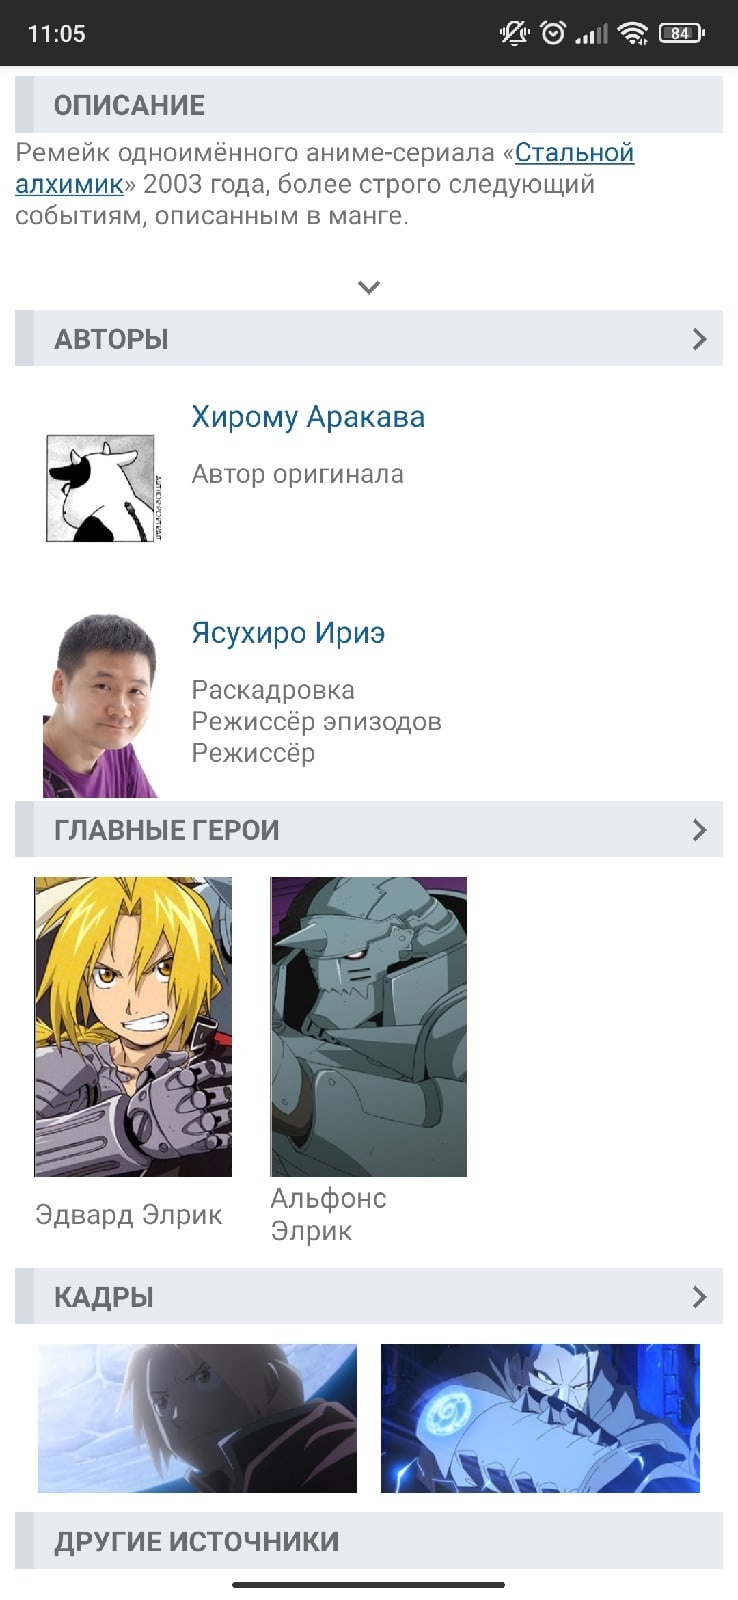 11:05
84
ОПИСАНИЕ
Ремейк одноимённого аниме-сериала «Стальной
алхимик» 2003 года, более строго следующий
событиям, описанным в манге.
АВТОРЫ
Хирому Аракава
Автор оригинала
Ясухиро Ириэ
Раскадровка
Режиссёр эпизодов
Режиссёр
ГЛАВНЫЕ ГЕРОИ
Эдвард Элрик
Альфонс
Элрик
КАДРЫ
ДРУГИЕ ИСТОЧНИКИ